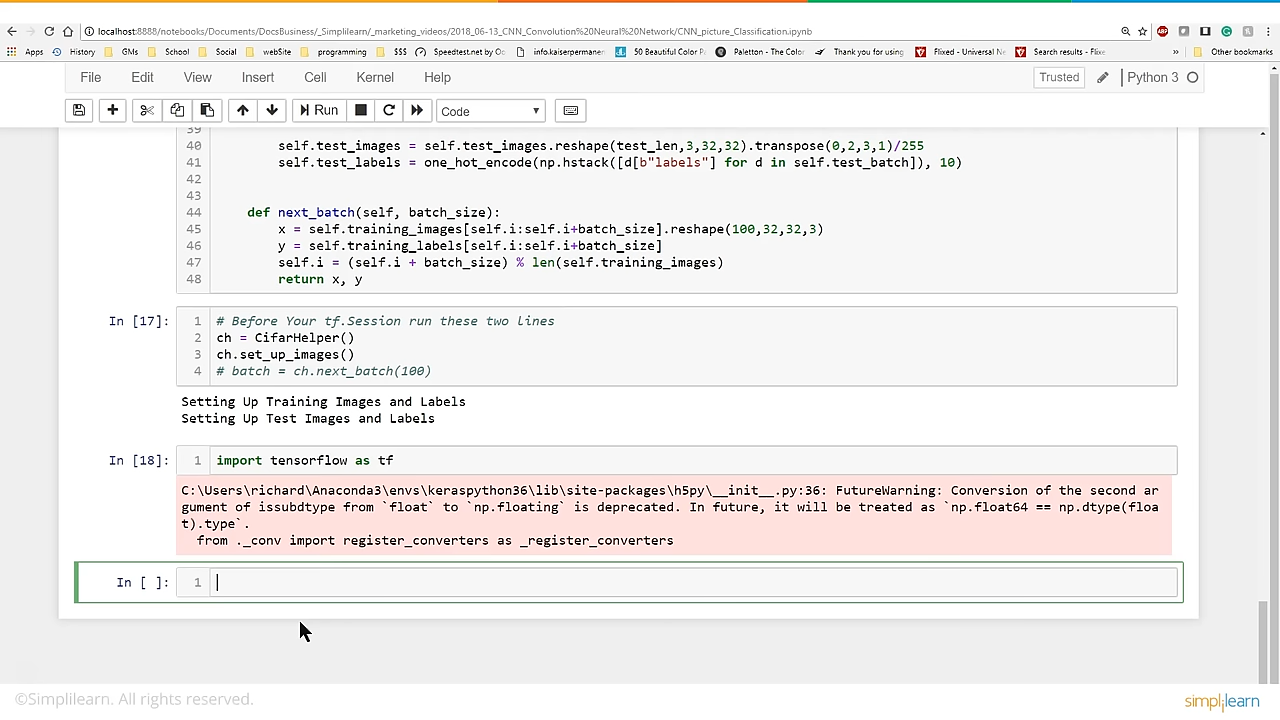 localhost:8888/notebooks/Documents/DocsBusiness/_Simplilearn/_marketing_videos/2018_06-13_CNN_Convolution%20Neural%20Network/CNN_picture_Classification.ipynb
Apps History GMs School Social webSite programming $$$ Speedtest.net by Oo info.kaiserperman 50 Beautiful Color P Paletton - The Color Thank you for using Flixed - Universal Ne Search results - Flixe » Other bookmarks
File Edit View Insert Cell Kernel Help Trusted Python 3
Run Code
39
40 self.test_images = self.test_images.reshape(test_len,3,32,32).transpose(0,2,3,1)/255
41 self.test_labels = one_hot_encode(np.hstack([d[b"labels"] for d in self.test_batch]), 10)
42
43
44 def next_batch(self, batch_size):
45 x = self.training_images[self.i:self.i+batch_size].reshape(100,32,32,3)
46 y = self.training_labels[self.i:self.i+batch_size]
47 self.i = (self.i + batch_size) % len(self.training_images)
48 return x, y
In [17]: 1 # Before Your tf.Session run these two lines
2 ch = CifarHelper()
3 ch.set_up_images()
4 # batch = ch.next_batch(100)
Setting Up Training Images and Labels
Setting Up Test Images and Labels
In [18]: 1 import tensorflow as tf
C:\Users\richard\Anaconda3\envs\keraspython36\lib\site-packages\h5py\__init__.py:36: FutureWarning: Conversion of the second ar
gument of issubdtype from `float` to `np.floating` is deprecated. In future, it will be treated as `np.float64 == np.dtype(floa
t).type`.
from ._conv import register_converters as _register_converters
In [ ]: 1
©Simplilearn. All rights reserved.
simplilearn